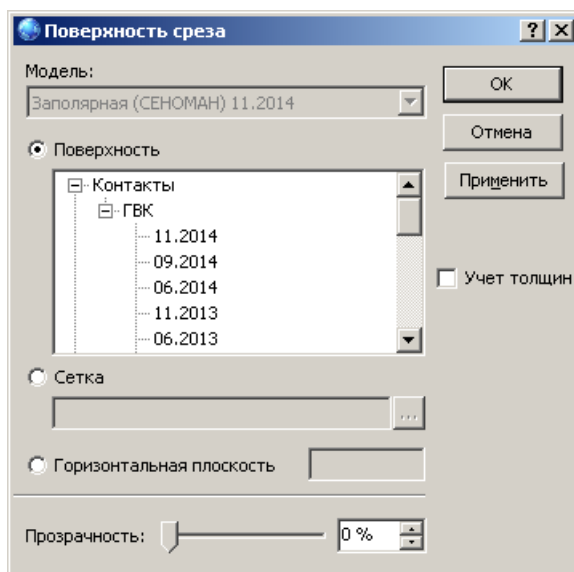 Поверхность среза
Модель:
Заполярная (СЕНОМАН) 11.2014
ОК
Отмена
Применить
Поверхность
Контакты
ГВК
11.2014
09.2014
06.2014
11.2013
06.2013
Учет толщин
Сетка
...
Горизонтальная плоскость
Прозрачность:
0 %